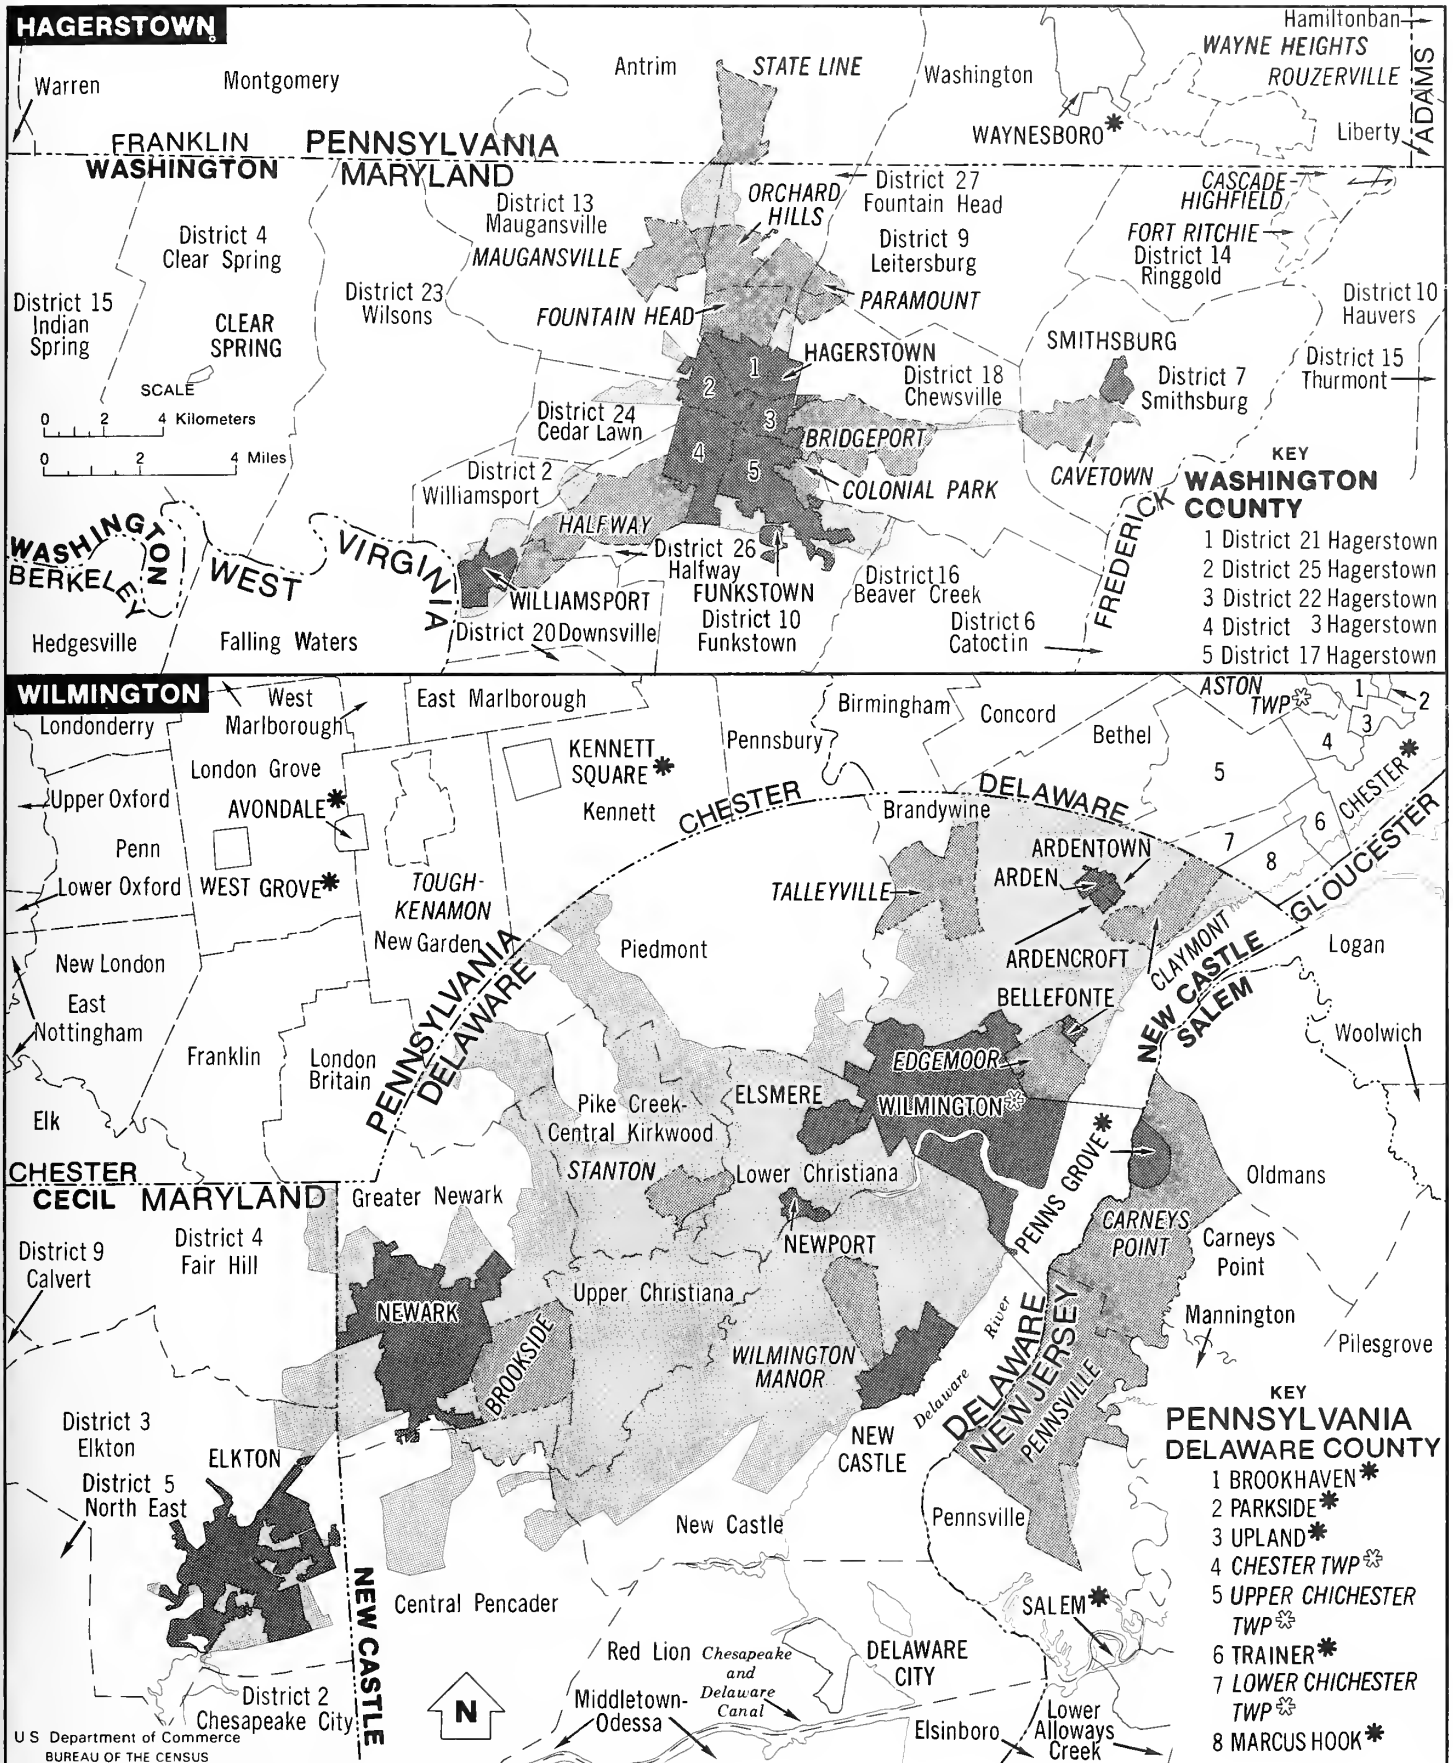 HAGERSTOWN
Hamiltonban
WAYNE HEIGHTS
ROUZERVILLE
ADAMS
Warren
Montgomery
Antrim
STATE LINE
Washington
WAYNESBORO*
Liberty
FRANKLIN
PENNSYLVANIA
WASHINGTON
MARYLAND
District 13
Maugansville
ORCHARD
HILLS
District 27
Fountain Head
CASCADE-
HIGHFIELD
District 4
Clear Spring
MAUGANSVILLE
District 9
Leitersburg
FORT RITCHIE
District 14
Ringgold
District 15
Indian
Spring
CLEAR
SPRING
District 23
Wilsons
FOUNTAIN HEAD
PARAMOUNT
District 10
Hauvers
SMITHSBURG
District 15
Thurmont
HAGERSTOWN
District 18
Chewsville
District 7
Smithsburg
1
2
3
4
5
SCALE
0 2 4 Kilometers
0 2 4 Miles
District 24
Cedar Lawn
BRIDGEPORT
COLONIAL PARK
CAVETOWN
District 2
Williamsport
HALFWAY
FREDERICK
KEY
WASHINGTON
COUNTY
1 District 21 Hagerstown
2 District 25 Hagerstown
3 District 22 Hagerstown
4 District 3 Hagerstown
5 District 17 Hagerstown
WASHINGTON
BERKELEY
WEST
VIRGINIA
District 26
Halfway
FUNKSTOWN
District 10
Funkstown
WILLIAMSPORT
District 20 Downsville
District 16
Beaver Creek
District 6
Catoctin
Hedgesville
Falling Waters
WILMINGTON
West
Marlborough
East Marlborough
Londonderry
Birmingham
Concord
Pennsbury
Bethel
ASTON
TWP
1
2
3
4
5
6
7
8
CHESTER*
London Grove
KENNETT
SQUARE*
Kennett
Upper Oxford
AVONDALE*
Penn
Lower Oxford
WEST GROVE*
TOUGH-
KENAMON
New Garden
CHESTER
DELAWARE
GLOUCESTER
Brandywine
ARDENTOWN
ARDEN
TALLEYVILLE
ARDENCROFT
CLAYMONT
NEW CASTLE
SALEM
Logan
New London
East
Nottingham
Piedmont
BELLEFONTE
Woolwich
Franklin
London
Britain
PENNSYLVANIA
DELAWARE
EDGEMOOR
Elk
ELSMERE
WILMINGTON
Pike Creek-
Central Kirkwood
STANTON
Lower Christiana
PENNS GROVE*
Oldmans
CHESTER
CECIL
MARYLAND
Greater Newark
CARNEYS
POINT
Carneys
Point
NEWPORT
District 9
Calvert
District 4
Fair Hill
Upper Christiana
NEWARK
BROOKSIDE
WILMINGTON
MANOR
Delaware River
DELAWARE
NEW JERSEY
PENNSVILLE
Mannington
Pilesgrove
District 3
Elkton
ELKTON
District 5
North East
NEW
CASTLE
New Castle
Pennsville
NEW CASTLE
Central Pencader
SALEM*
Red Lion
Chesapeake
and
Delaware
Canal
DELAWARE
CITY
Middletown-
Odessa
Elsinboro
Lower
Alloways
Creek
District 2
Chesapeake City
N
KEY
PENNSYLVANIA
DELAWARE COUNTY
1 BROOKHAVEN*
2 PARKSIDE*
3 UPLAND*
4 CHESTER TWP
5 UPPER CHICHESTER
TWP
6 TRAINER*
7 LOWER CHICHESTER
TWP
8 MARCUS HOOK*
U S Department of Commerce
BUREAU OF THE CENSUS